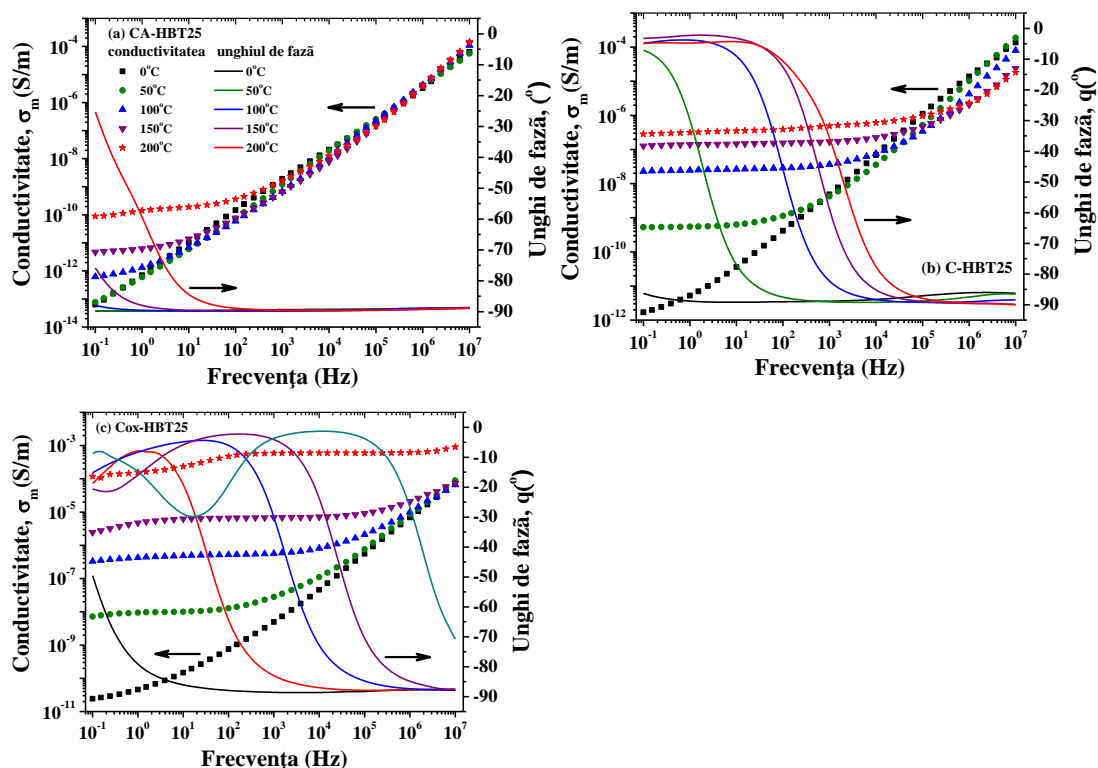 (a) CA-HBT25
conductivitatea unghiul de fazã
0°C 0°C
50°C 50°C
100°C 100°C
150°C 150°C
200°C 200°C
Conductivitate, σm (S/m)
10⁻⁴
10⁻⁶
10⁻⁸
10⁻¹⁰
10⁻¹²
10⁻¹⁴
0
-10
-20
-30
-40
-50
-60
-70
-80
-90
Unghi de fazã, (°)
10⁻¹ 10⁰ 10¹ 10² 10³ 10⁴ 10⁵ 10⁶ 10⁷
Frecvenţa (Hz)
Conductivitate, σm (S/m)
10⁻⁴
10⁻⁶
10⁻⁸
10⁻¹⁰
10⁻¹²
0
-10
-20
-30
-40
-50
-60
-70
-80
-90
Unghi de fazã, q(°)
(b) C-HBT25
10⁻¹ 10⁰ 10¹ 10² 10³ 10⁴ 10⁵ 10⁶ 10⁷
Frecvenţa (Hz)
(c) Cox-HBT25
Conductivitate, σm (S/m)
10⁻³
10⁻⁵
10⁻⁷
10⁻⁹
10⁻¹¹
0
-10
-20
-30
-40
-50
-60
-70
-80
-90
Unghi de fazã, q(°)
10⁻¹ 10⁰ 10¹ 10² 10³ 10⁴ 10⁵ 10⁶ 10⁷
Frecvenţa (Hz)